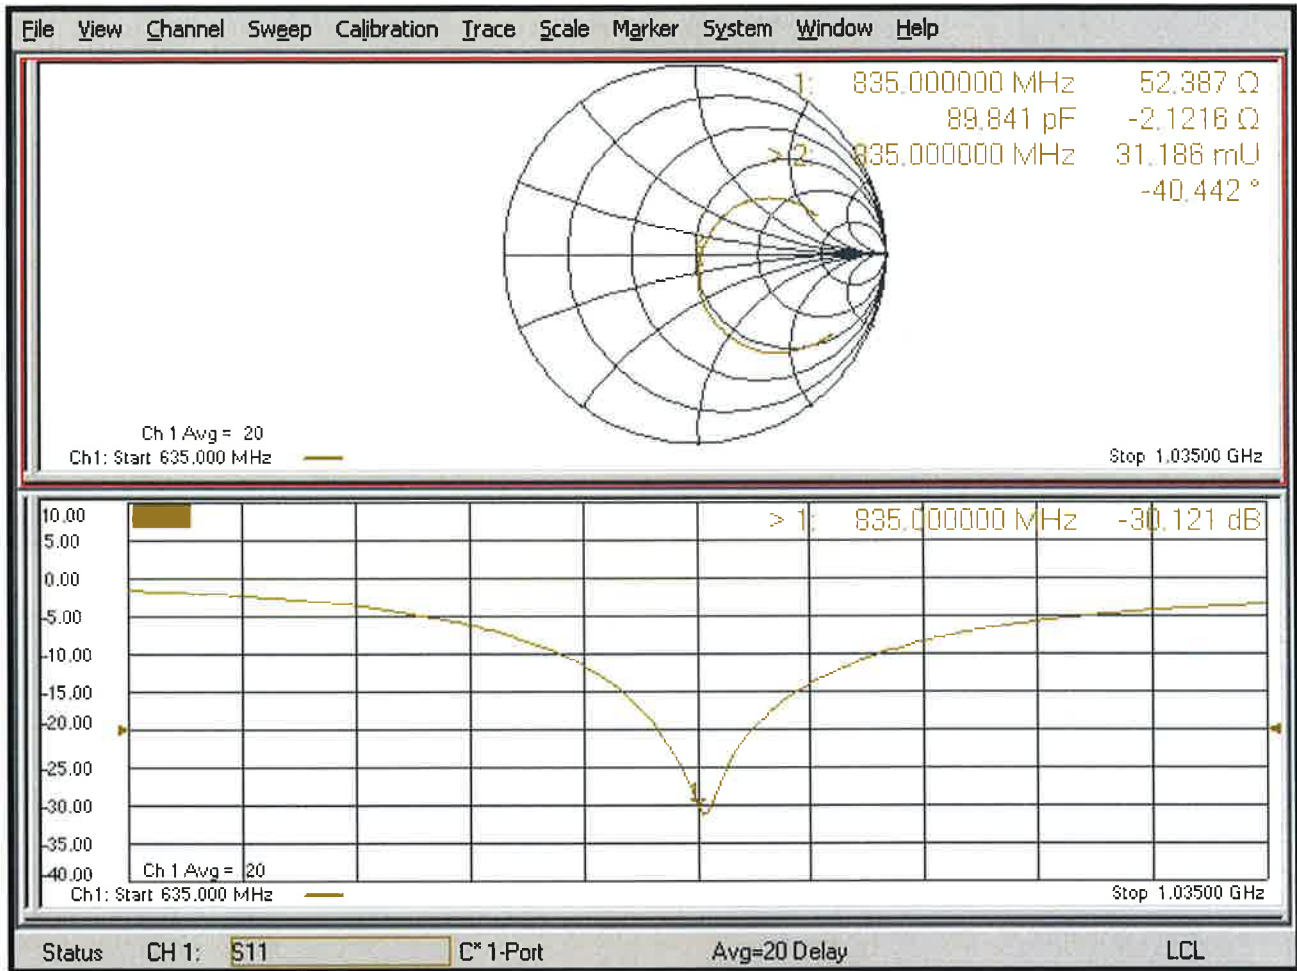 File View Channel Sweep Calibration Trace Scale Marker System Window Help
1: 835.000000 MHz 52.387 Ω
89.841 pF -2.1216 Ω
> 2: 835.000000 MHz 31.186 mU
-40.442 °
Ch 1 Avg = 20
Ch1: Start 635.000 MHz
Stop 1.03500 GHz
10.00
> 1: 835.000000 MHz -30.121 dB
5.00
0.00
-5.00
-10.00
-15.00
-20.00
-25.00
-30.00
-35.00
-40.00
Ch 1 Avg = 20
Ch1: Start 635.000 MHz
Stop 1.03500 GHz
Status CH 1: S11 C* 1-Port Avg=20 Delay LCL